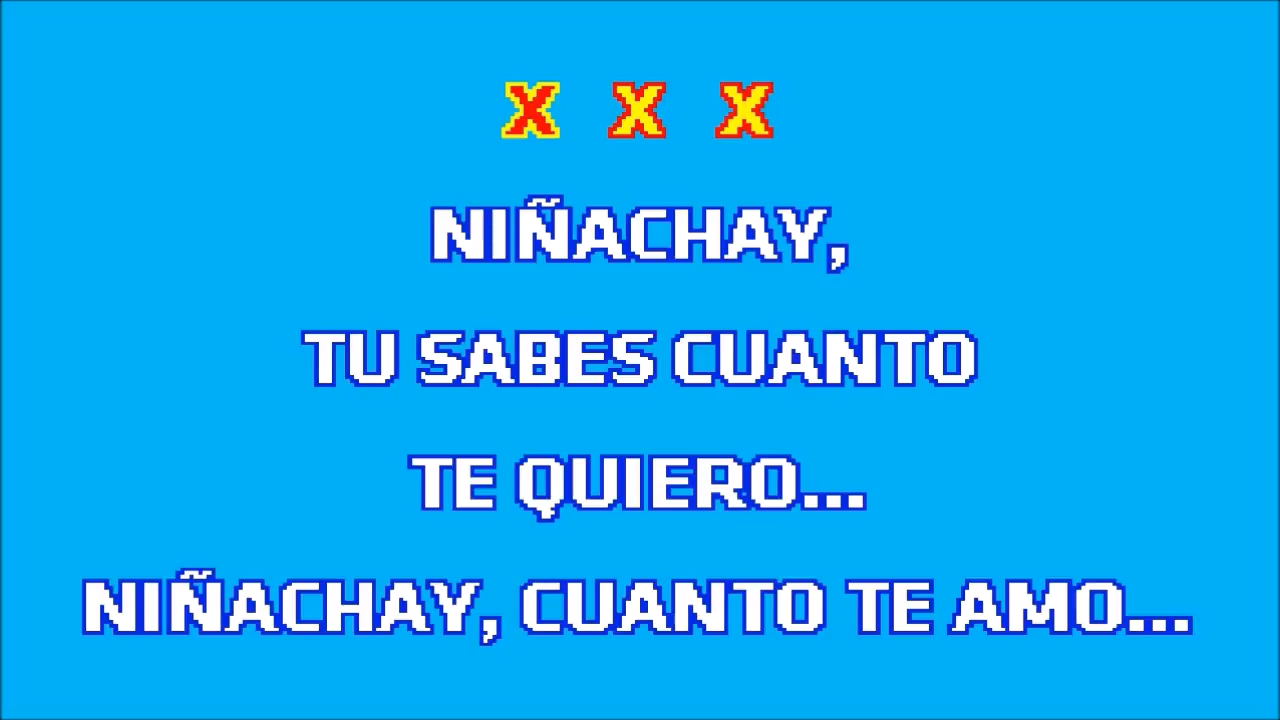 X X X
NIÑACHAY,
TU SABES CUANTO
TE QUIERO...
NIÑACHAY, CUANTO TE AMO...